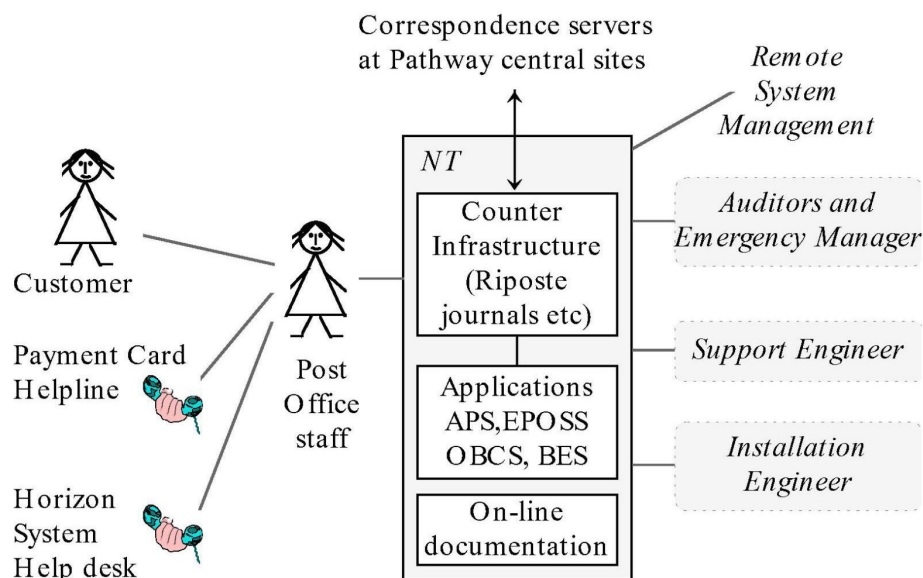 Correspondence servers
at Pathway central sites
Remote
System
Management
NT
Counter
Infrastructure
(Riposte
journals etc)
Auditors and
Emergency Manager
Customer
Payment Card
Helpline
Post
Office
staff
Applications
APS,EPOSS
OBCS, BES
Support Engineer
Installation
Engineer
Horizon
System
Help desk
On-line
documentation